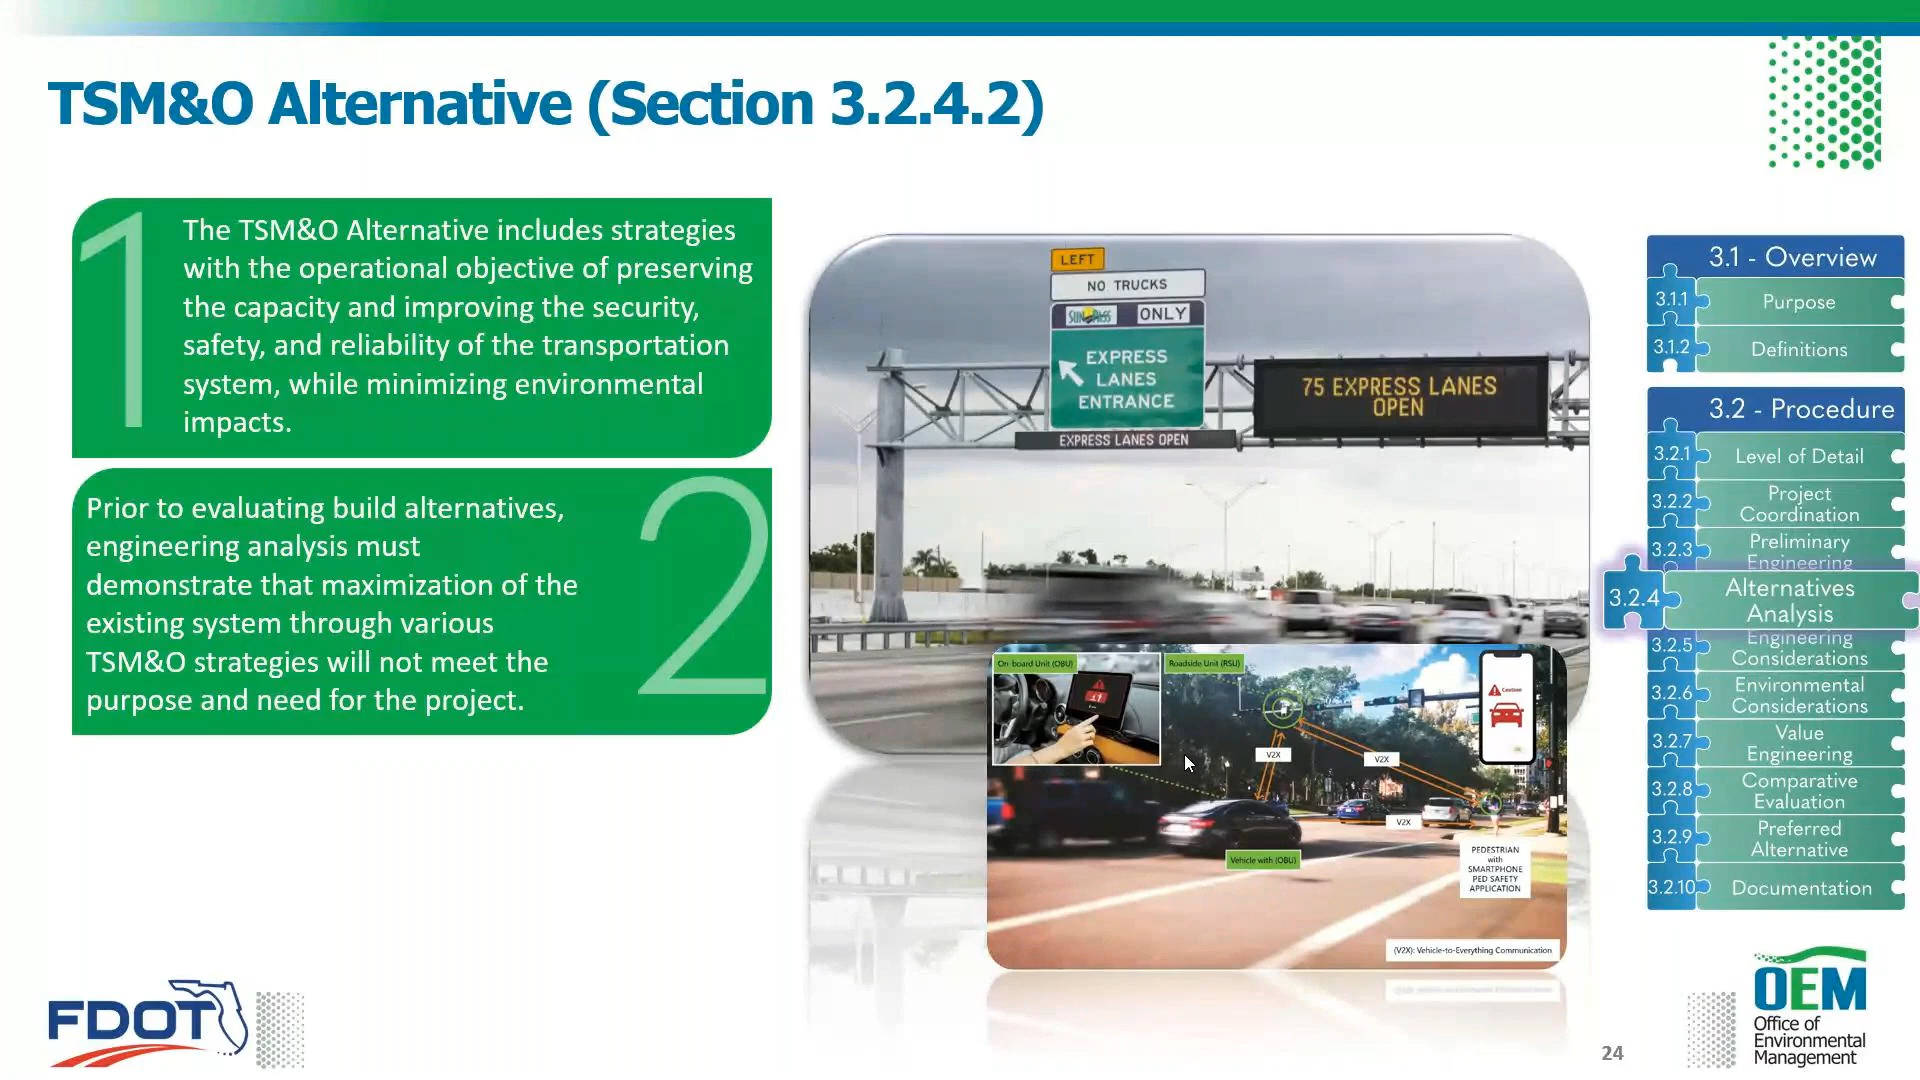 TSM&O Alternative (Section 3.2.4.2)
1
The TSM&O Alternative includes strategies
with the operational objective of preserving
the capacity and improving the security,
safety, and reliability of the transportation
system, while minimizing environmental
impacts.
2
Prior to evaluating build alternatives,
engineering analysis must
demonstrate that maximization of the
existing system through various
TSM&O strategies will not meet the
purpose and need for the project.
LEFT
NO TRUCKS
SUNPASS ONLY
EXPRESS
LANES
ENTRANCE
EXPRESS LANES OPEN
75 EXPRESS LANES
OPEN
On-board Unit (OBU)
Roadside Unit (RSU)
Caution
V2X
V2X
V2X
Vehicle with (OBU)
PEDESTRIAN
with
SMARTPHONE
PED SAFETY
APPLICATION
(V2X): Vehicle-to-Everything Communication
3.1 - Overview
3.1.1 Purpose
3.1.2 Definitions
3.2 - Procedure
3.2.1 Level of Detail
3.2.2 Project
Coordination
3.2.3 Preliminary
Engineering
3.2.4 Alternatives
Analysis
3.2.5 Engineering
Considerations
3.2.6 Environmental
Considerations
3.2.7 Value
Engineering
3.2.8 Comparative
Evaluation
3.2.9 Preferred
Alternative
3.2.10 Documentation
FDOT
24
OEM
Office of
Environmental
Management